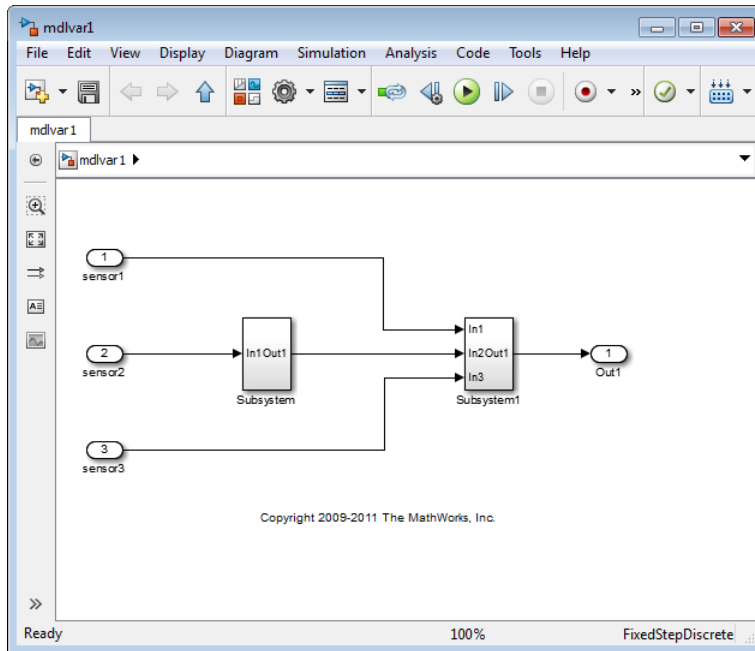 mdlvar1
File Edit View Display Diagram Simulation Analysis Code Tools Help
mdlvar1
mdlvar1
1
sensor1
In1
2
sensor2
In1 Out1
Subsystem
In2 Out1
In3
Subsystem1
1
Out1
3
sensor3
Copyright 2009-2011 The MathWorks, Inc.
Ready 100% FixedStepDiscrete